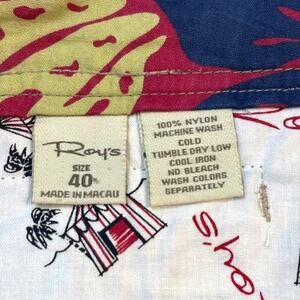 Roy's
SIZE
40
MADE IN MACAU
100% NYLON
MACHINE WASH
COLD
TUMBLE DRY LOW
COOL IRON
NO BLEACH
WASH COLORS
SEPARATELY
oy's